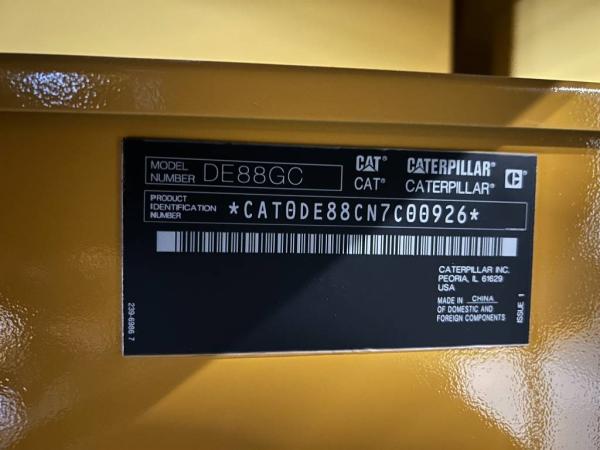 MODEL NUMBER DE88GC
CAT® CATERPILLAR®
CAT® CATERPILLAR® C
PRODUCT IDENTIFICATION NUMBER *CAT0DE88CN7C00926*
CATERPILLAR INC.
PEORIA, IL 61629
USA
MADE IN CHINA
OF DOMESTIC AND
FOREIGN COMPONENTS
ISSUE 1
239-6986 7